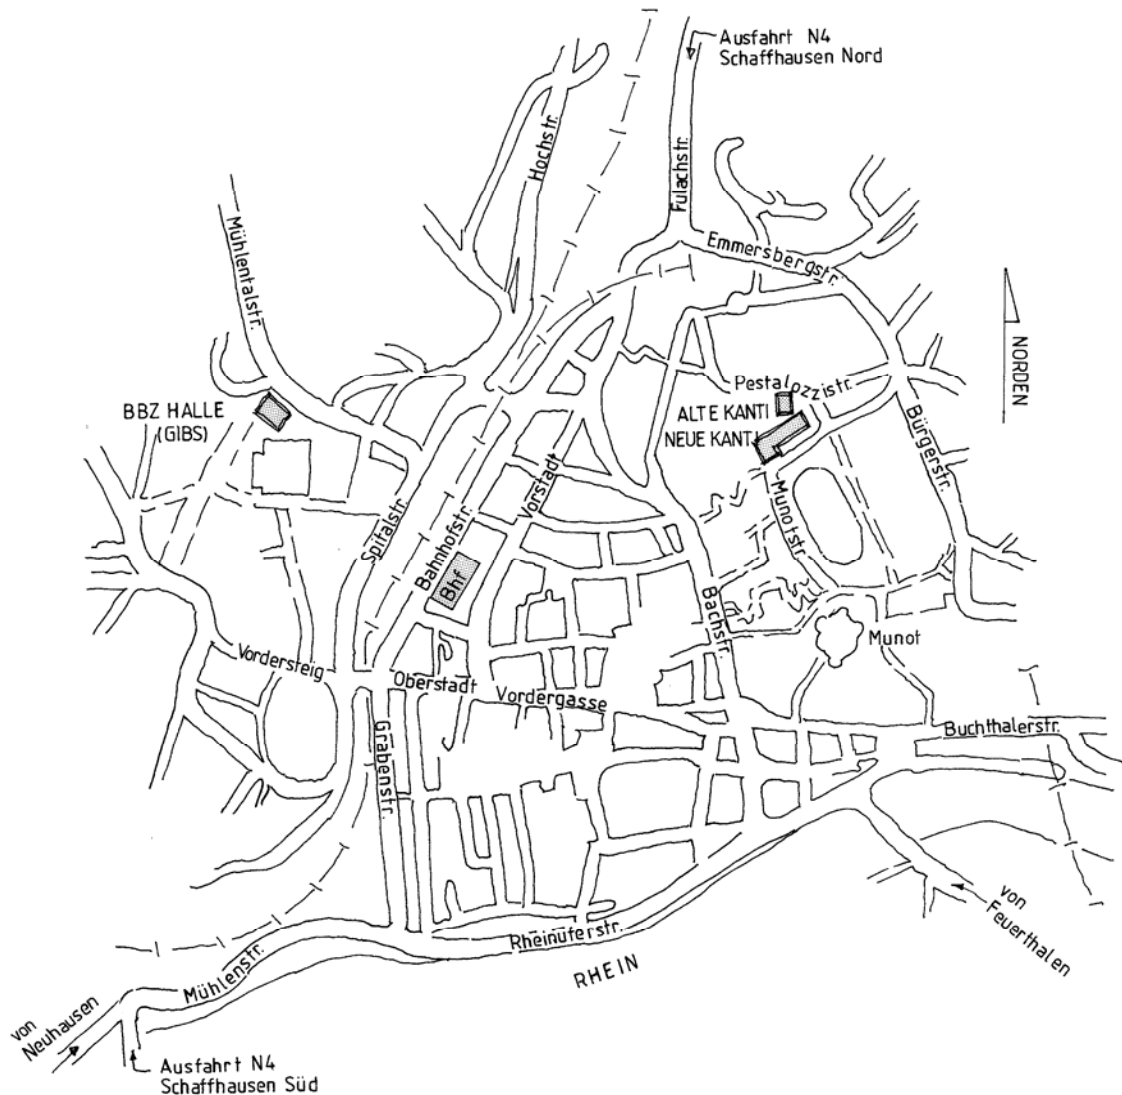 Ausfahrt N4
Schaffhausen Nord
Hochstr.
Fulachstr.
Mühlentalstr.
Emmersbergstr.
NORDEN
BBZ HALLE
(GIBS)
Pestalozzistr.
ALTE KANTI
NEUE KANTI
Bürgerstr.
Vorstadt
Spitalstr.
Bahnhofstr.
Munotstr.
Bhf
Bachstr.
Munot
Vordersteig
Oberstadt
Vordergasse
Grabenstr.
Buchthalerstr.
von
Feuerthalen
Rheinuferstr.
RHEIN
Mühlenstr.
von
Neuhausen
Ausfahrt N4
Schaffhausen Süd